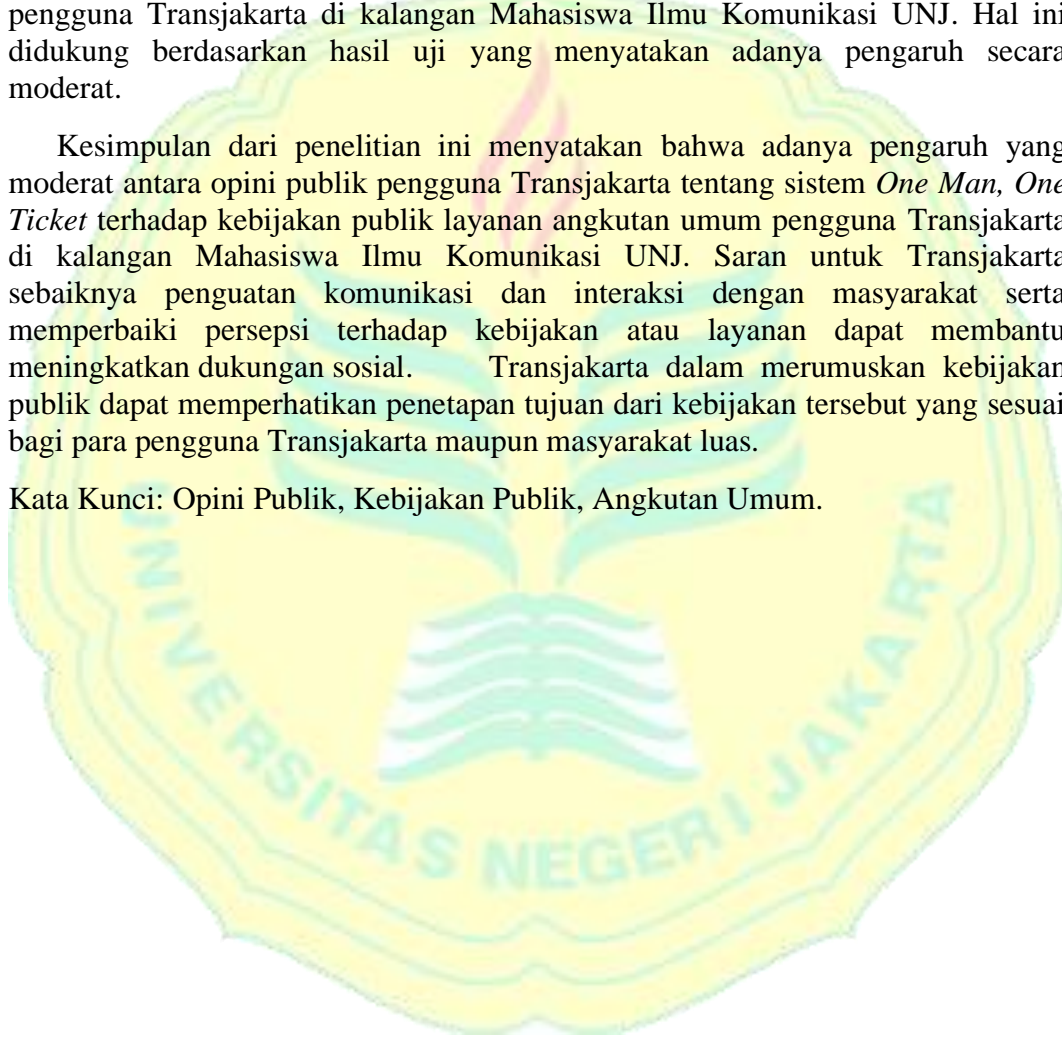 pengguna Transjakarta di kalangan Mahasiswa Ilmu Komunikasi UNJ. Hal ini
didukung berdasarkan hasil uji yang menyatakan adanya pengaruh secara
moderat.
Kesimpulan dari penelitian ini menyatakan bahwa adanya pengaruh yang
moderat antara opini publik pengguna Transjakarta tentang sistem One Man, One
Ticket terhadap kebijakan publik layanan angkutan umum pengguna Transjakarta
di kalangan Mahasiswa Ilmu Komunikasi UNJ. Saran untuk Transjakarta
sebaiknya penguatan komunikasi dan interaksi dengan masyarakat serta
memperbaiki persepsi terhadap kebijakan atau layanan dapat membantu
meningkatkan dukungan sosial. Transjakarta dalam merumuskan kebijakan
publik dapat memperhatikan penetapan tujuan dari kebijakan tersebut yang sesuai
bagi para pengguna Transjakarta maupun masyarakat luas.
Kata Kunci: Opini Publik, Kebijakan Publik, Angkutan Umum.
UNIVERSITAS NEGERI JAKARTA